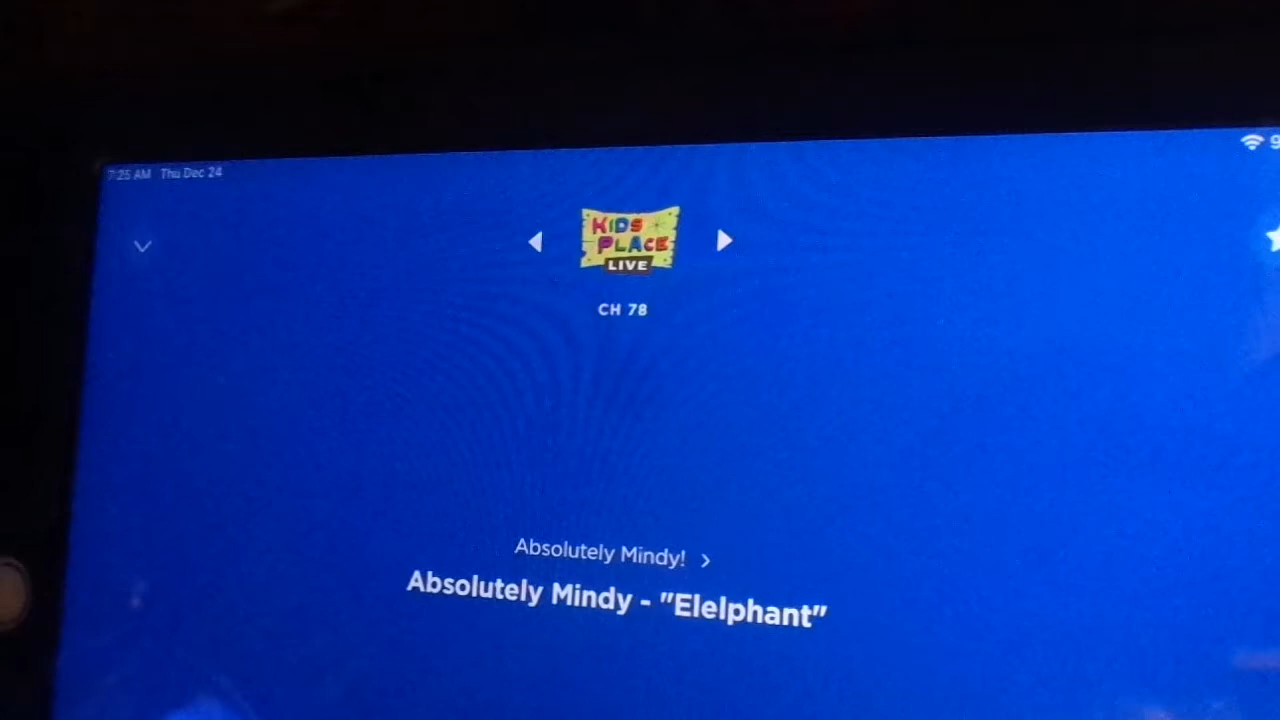 7:25 AM Thu Dec 24
KIDS
PLACE
LIVE
CH 78
Absolutely Mindy!
Absolutely Mindy - "Elelphant"